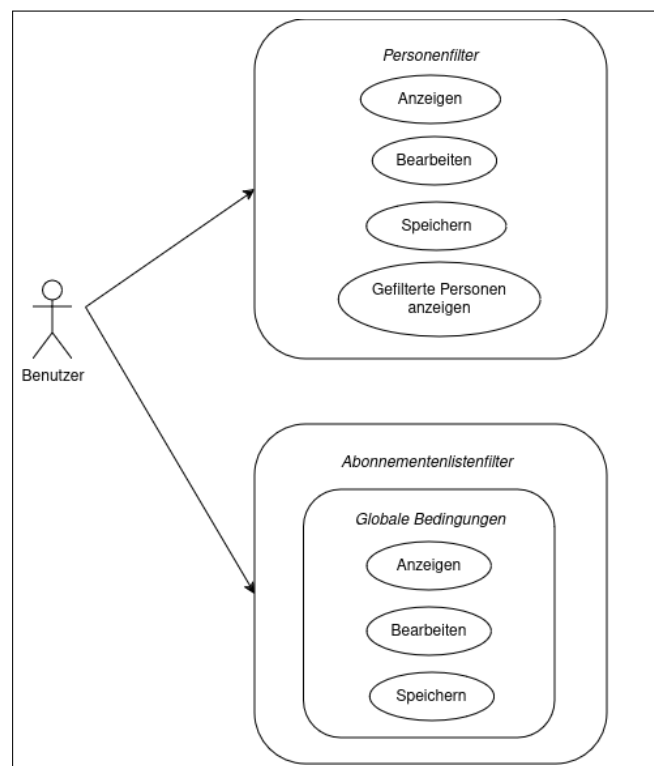 Personenfilter
Anzeigen
Bearbeiten
Speichern
Gefilterte Personen
anzeigen
Benutzer
Abonnementenlistenfilter
Globale Bedingungen
Anzeigen
Bearbeiten
Speichern